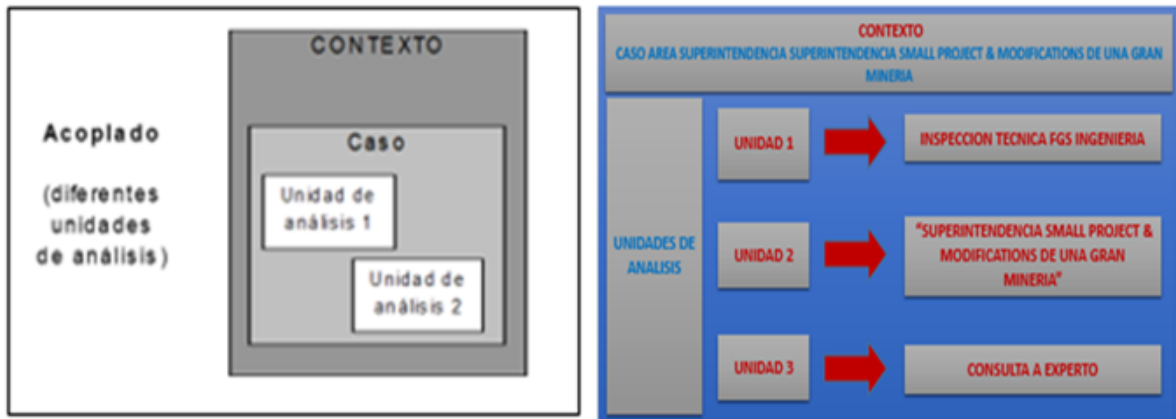 Acoplado
(diferentes
unidades
de análisis)
CONTEXTO
Caso
Unidad de
análisis 1
Unidad de
análisis 2
CONTEXTO
CASO AREA SUPERINTENDENCIA SUPERINTENDENCIA SMALL PROJECT & MODIFICATIONS DE UNA GRAN
MINERIA
UNIDADES DE
ANALISIS
UNIDAD 1
INSPECCION TECNICA FGS INGENIERIA
UNIDAD 2
"SUPERINTENDENCIA SMALL PROJECT &
MODIFICATIONS DE UNA GRAN
MINERIA"
UNIDAD 3
CONSULTA A EXPERTO